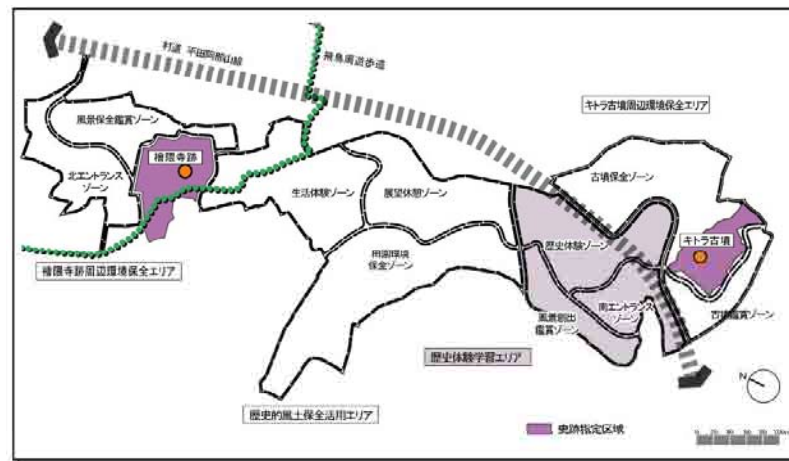 村道 平田阿部山線
飛鳥周遊歩道
キトラ古墳周辺環境保全エリア
風景保全鑑賞ゾーン
檜隈寺跡
北エントランス
ゾーン
生活体験ゾーン
展望休憩ゾーン
古墳保全ゾーン
歴史体験ゾーン
キトラ古墳
田園環境
保全ゾーン
檜隈寺跡周辺環境保全エリア
南エントランス
ゾーン
風景創出
鑑賞ゾーン
古墳鑑賞ゾーン
歴史体験学習エリア
歴史的風土保全活用エリア
N
史跡指定区域